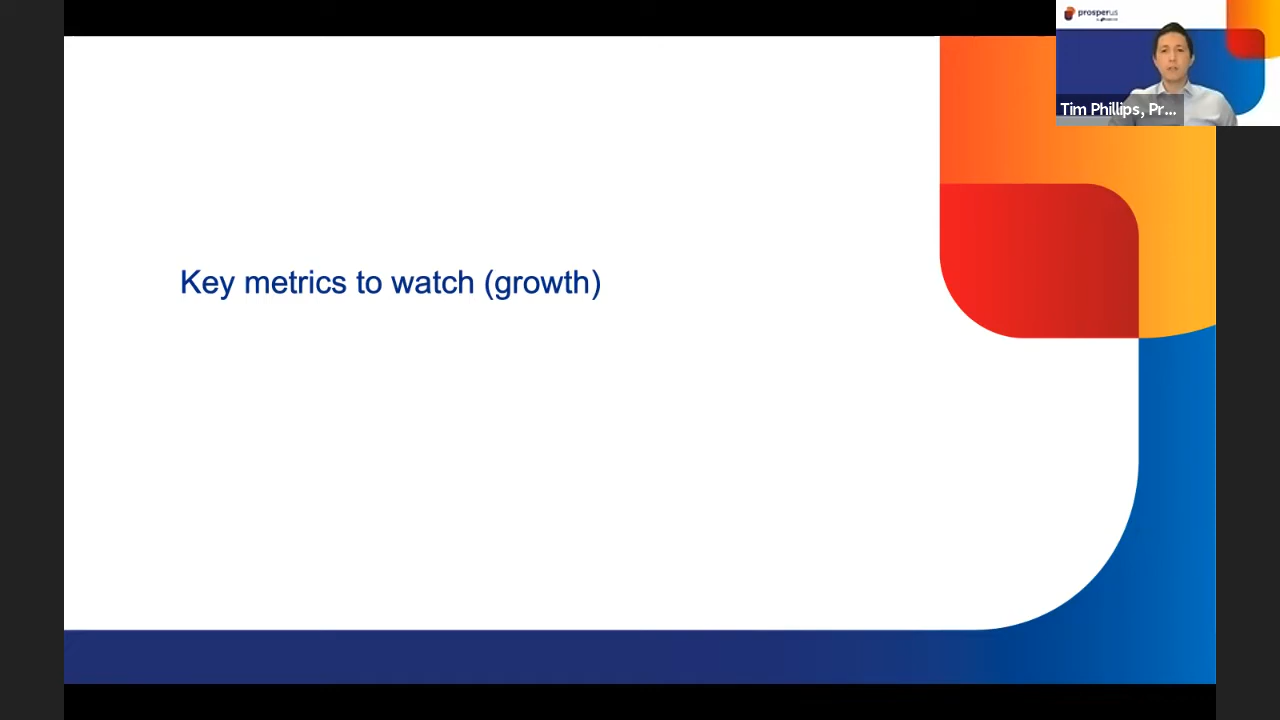 prosperus
Tim Phillips, Pr...
Key metrics to watch (growth)